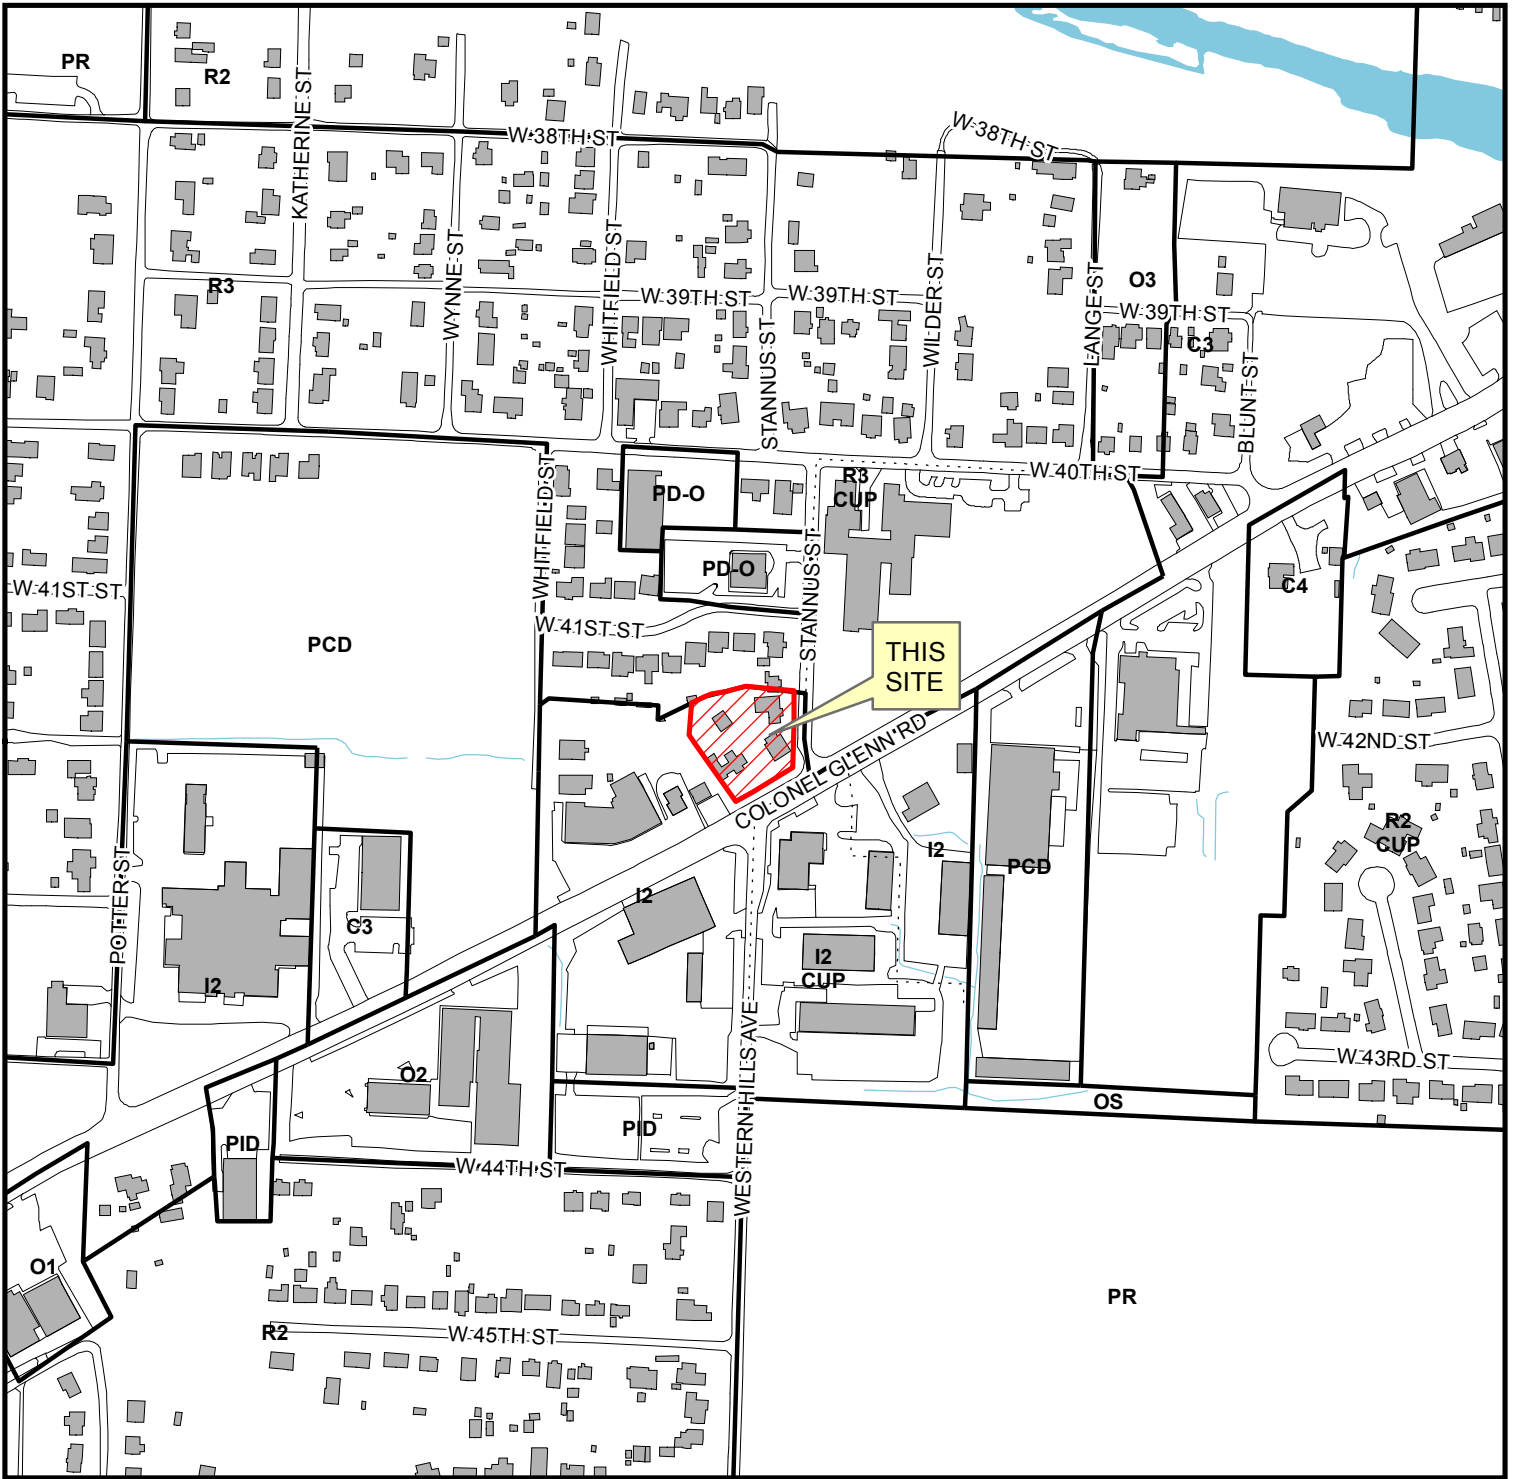 PR
R2
KATHERINE ST
W 38TH ST
W 38TH ST
R3
WYNNE ST
WHITFIELD ST
W 39TH ST
W 39TH ST
STANNUS ST
WILDER ST
LANGE ST
O3
W 39TH ST
C3
BLUNT ST
W 40TH ST
WHITFIELD ST
PD-O
R3
CUP
PD-O
STANNUS ST
C4
W 41ST ST
W 41ST ST
PCD
THIS
SITE
COLONEL GLENN RD
W 42ND ST
R2
CUP
POTTER ST
C3
I2
I2
I2
PCD
I2
CUP
WESTERN HILLS AVE
O2
W 43RD ST
OS
PID
PID
W 44TH ST
O1
PR
R2
W 45TH ST